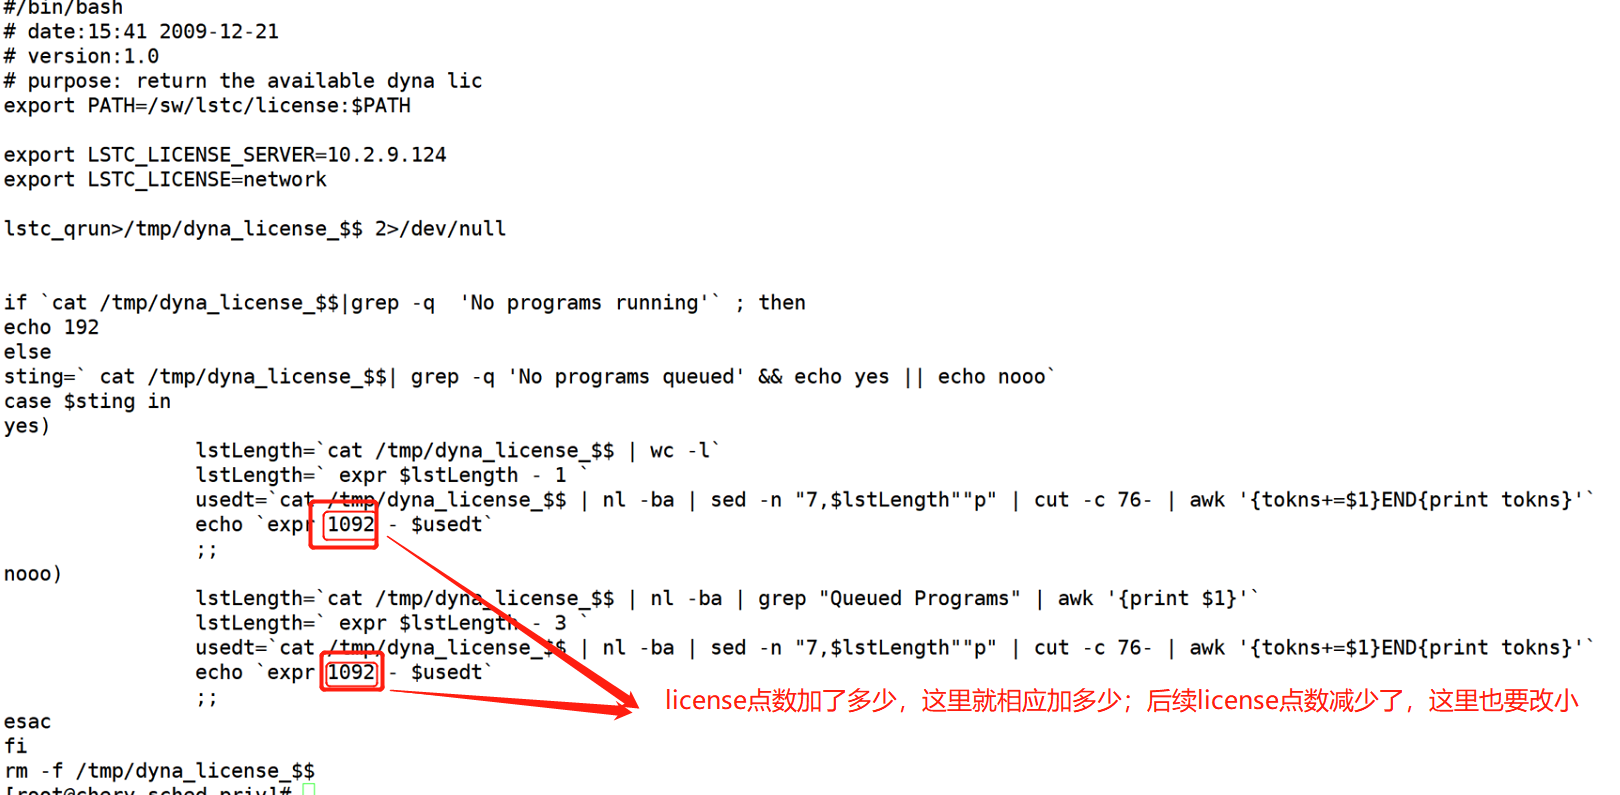 #/bin/bash
# date:15:41 2009-12-21
# version:1.0
# purpose: return the available dyna lic
export PATH=/sw/lstc/license:$PATH
export LSTC_LICENSE_SERVER=10.2.9.124
export LSTC_LICENSE=network
lstc_qrun>/tmp/dyna_license_$$ 2>/dev/null
if `cat /tmp/dyna_license_$$|grep -q  'No programs running'` ; then
echo 192
else
sting=` cat /tmp/dyna_license_$$| grep -q 'No programs queued' && echo yes || echo nooo`
case $sting in
yes)
lstLength=`cat /tmp/dyna_license_$$ | wc -l`
lstLength=` expr $lstLength - 1 `
usedt=`cat /tmp/dyna_license_$$ | nl -ba | sed -n "7,$lstLength""p" | cut -c 76- | awk '{tokns+=$1}END{print tokns}'`
echo `expr 1092 - $usedt`
;;
nooo)
lstLength=`cat /tmp/dyna_license_$$ | nl -ba | grep "Queued Programs" | awk '{print $1}'`
lstLength=` expr $lstLength - 3 `
usedt=`cat /tmp/dyna_license_$$ | nl -ba | sed -n "7,$lstLength""p" | cut -c 76- | awk '{tokns+=$1}END{print tokns}'`
echo `expr 1092 - $usedt`
;;
license点数加了多少，这里就相应加多少；后续license点数减少了，这里也要改小
esac
fi
rm -f /tmp/dyna_license_$$
[root@chery sched priv]#